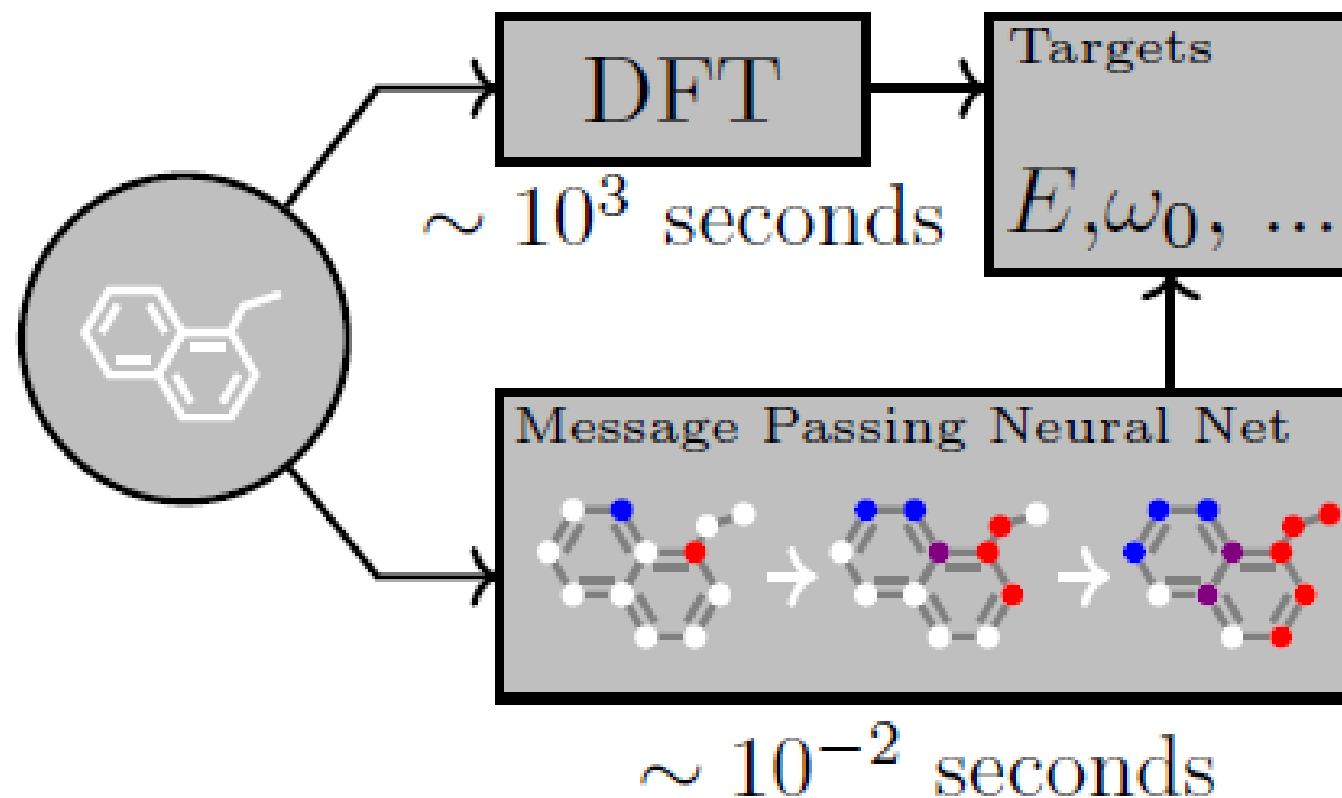 DFT
~ 10³ seconds
Targets
E,ω₀, ...
Message Passing Neural Net
~ 10⁻² seconds